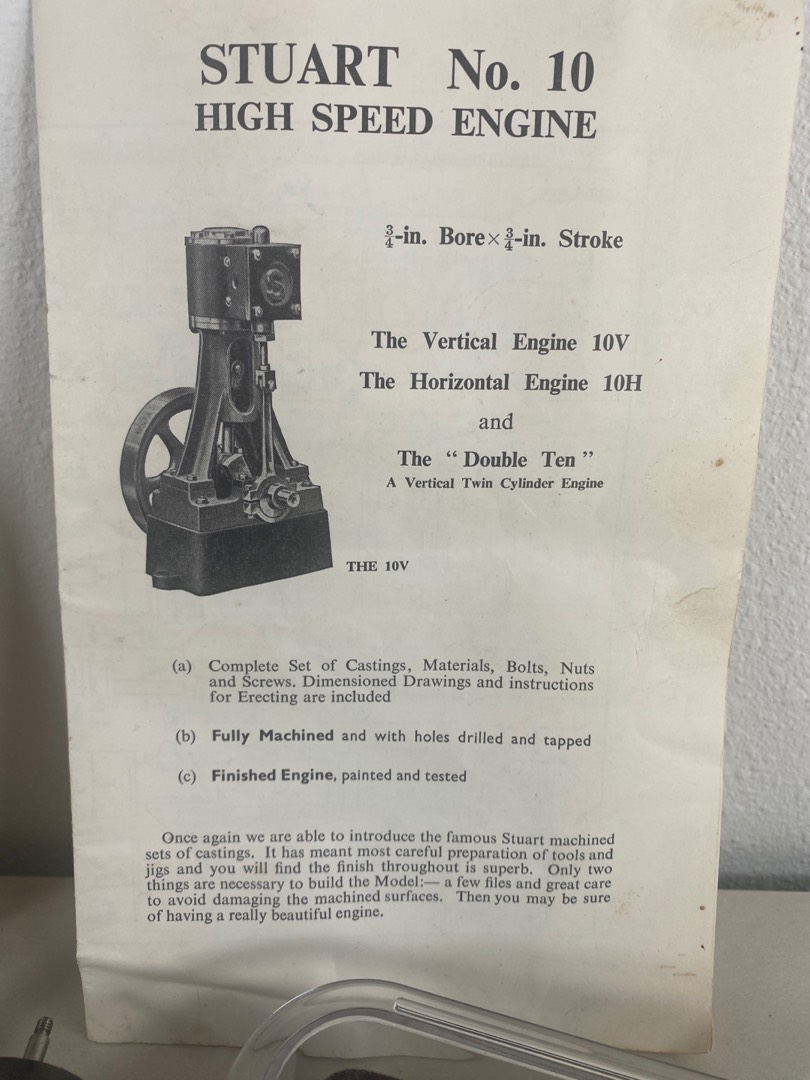 STUART No. 10
HIGH SPEED ENGINE
¾-in. Bore × ¾-in. Stroke
The Vertical Engine 10V
The Horizontal Engine 10H
and
The “ Double Ten ”
A Vertical Twin Cylinder Engine
S
THE 10V
(a) Complete Set of Castings, Materials, Bolts, Nuts
and Screws. Dimensioned Drawings and instructions
for Erecting are included
(b) Fully Machined and with holes drilled and tapped
(c) Finished Engine, painted and tested
Once again we are able to introduce the famous Stuart machined
sets of castings. It has meant most careful preparation of tools and
jigs and you will find the finish throughout is superb. Only two
things are necessary to build the Model:— a few files and great care
to avoid damaging the machined surfaces. Then you may be sure
of having a really beautiful engine.